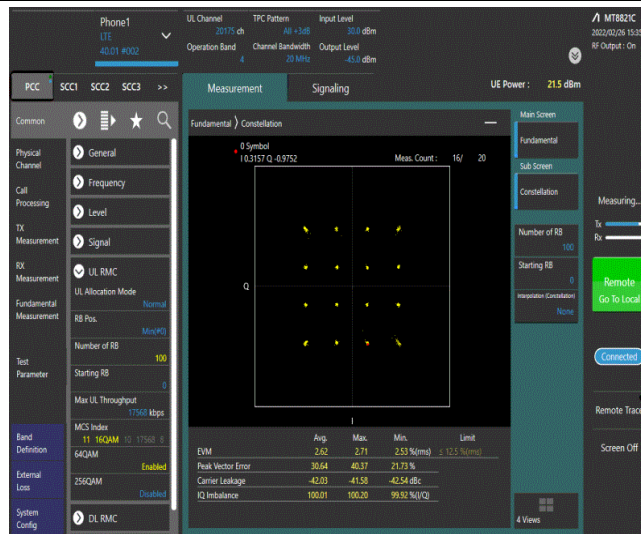 Phone1
LTE
40.01 #002
UL Channel
20175 ch
TPC Pattern
All +3dB
Input Level
30.0 dBm
Operation Band
4
Channel Bandwidth
20 MHz
Output Level
-45.0 dBm
MT8821C
2022/02/26 15:35
RF Output : On
PCC
SCC1
SCC2
SCC3
>>
Measurement
Signaling
UE Power : 21.5 dBm
Common
Physical
Channel
Call
Processing
TX
Measurement
RX
Measurement
Fundamental
Measurement
Test
Parameter
Band
Definition
External
Loss
System
Config
General
Frequency
Level
Signal
UL RMC
UL Allocation Mode
Normal
RB Pos.
Min(#0)
Number of RB
100
Starting RB
0
Max UL Throughput
17568 kbps
MCS Index
11 16QAM 10 17568 8
64QAM
Enabled
256QAM
Disabled
DL RMC
Fundamental > Constellation
0 Symbol
I 0.3157 Q -0.9752
Meas. Count : 16/ 20
Q
I
Avg. Max. Min. Limit
EVM 2.62 2.71 2.53 %(rms) ≤ 12.5 %(rms)
Peak Vector Error 30.64 40.37 21.73 %
Carrier Leakage -42.03 -41.58 -42.54 dBc
IQ Imbalance 100.01 100.20 99.92 %(I/Q)
Main Screen
Fundamental
Sub Screen
Constellation
Number of RB
100
Starting RB
0
Interpolation (Constellation)
None
4 Views
Measuring...
Tx
Rx
Remote
Go To Local
Connected
Remote Trace
Screen Off